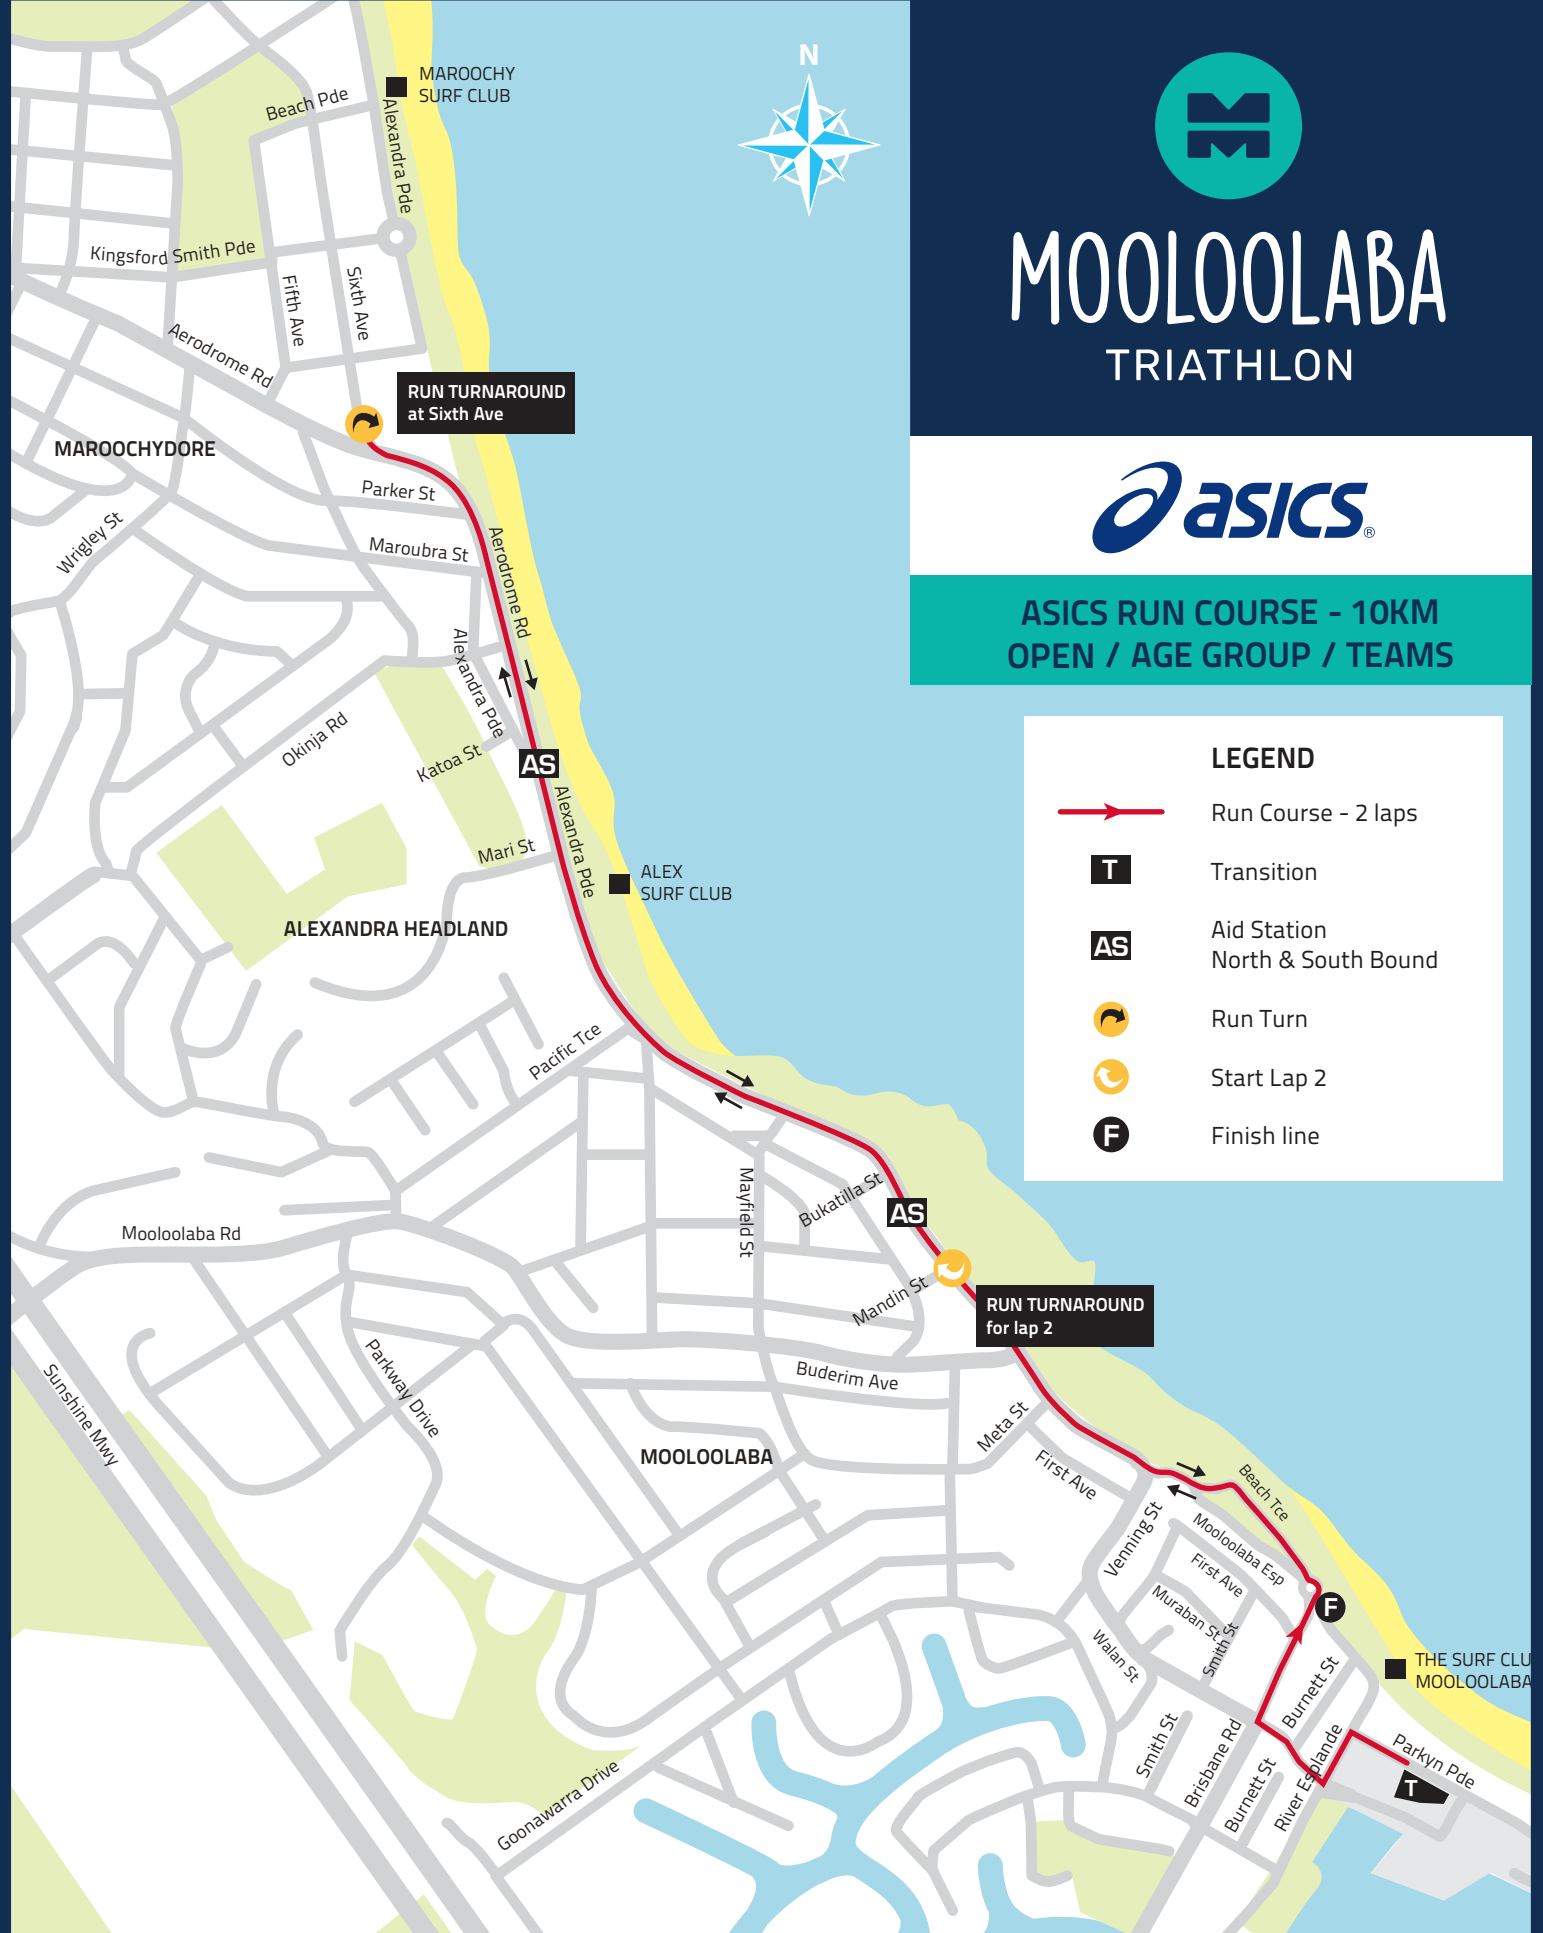 MOOLOOLABA
TRIATHLON
asics®
ASICS RUN COURSE - 10KM
OPEN / AGE GROUP / TEAMS
LEGEND
Run Course - 2 laps
T
Transition
AS
Aid Station
North & South Bound
Run Turn
Start Lap 2
F
Finish line
N
MAROOCHY
SURF CLUB
Beach Pde
Alexandra Pde
Kingsford Smith Pde
Fifth Ave
Sixth Ave
Aerodrome Rd
RUN TURNAROUND
at Sixth Ave
MAROOCHYDORE
Parker St
Wrigley St
Maroubra St
Aerodrome Rd
Alexandra Pde
Okinja Rd
Katoa St
AS
Alexandra Pde
Mari St
ALEX
SURF CLUB
ALEXANDRA HEADLAND
Pacific Tce
Mayfield St
Bukatilla St
AS
Mooloolaba Rd
Mandin St
RUN TURNAROUND
for lap 2
Sunshine Mwy
Parkway Drive
Buderim Ave
MOOLOOLABA
Meta St
First Ave
Beach Tce
Venning St
Mooloolaba Esp
First Ave
Muraban St
Smith St
F
Walan St
THE SURF CLU
MOOLOOLABA
Burnett St
Smith St
Brisbane Rd
Burnett St
River Esplande
Parkyn Pde
T
Goonawarra Drive